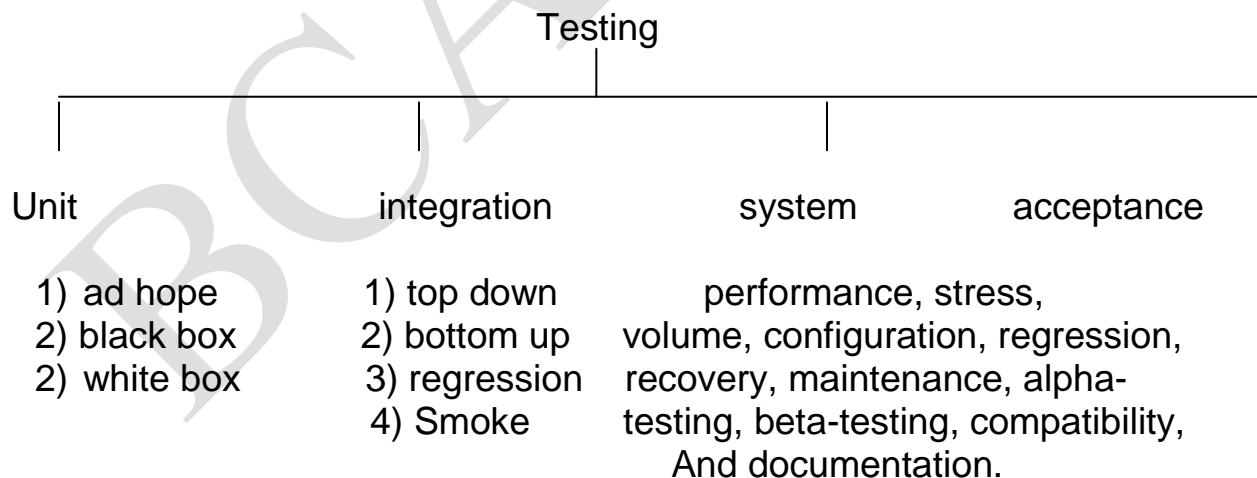 Testing
Unit integration system acceptance
1) ad hope 1) top down performance, stress,
2) black box 2) bottom up volume, configuration, regression,
2) white box 3) regression recovery, maintenance, alpha-
4) Smoke testing, beta-testing, compatibility,
And documentation.
BCA